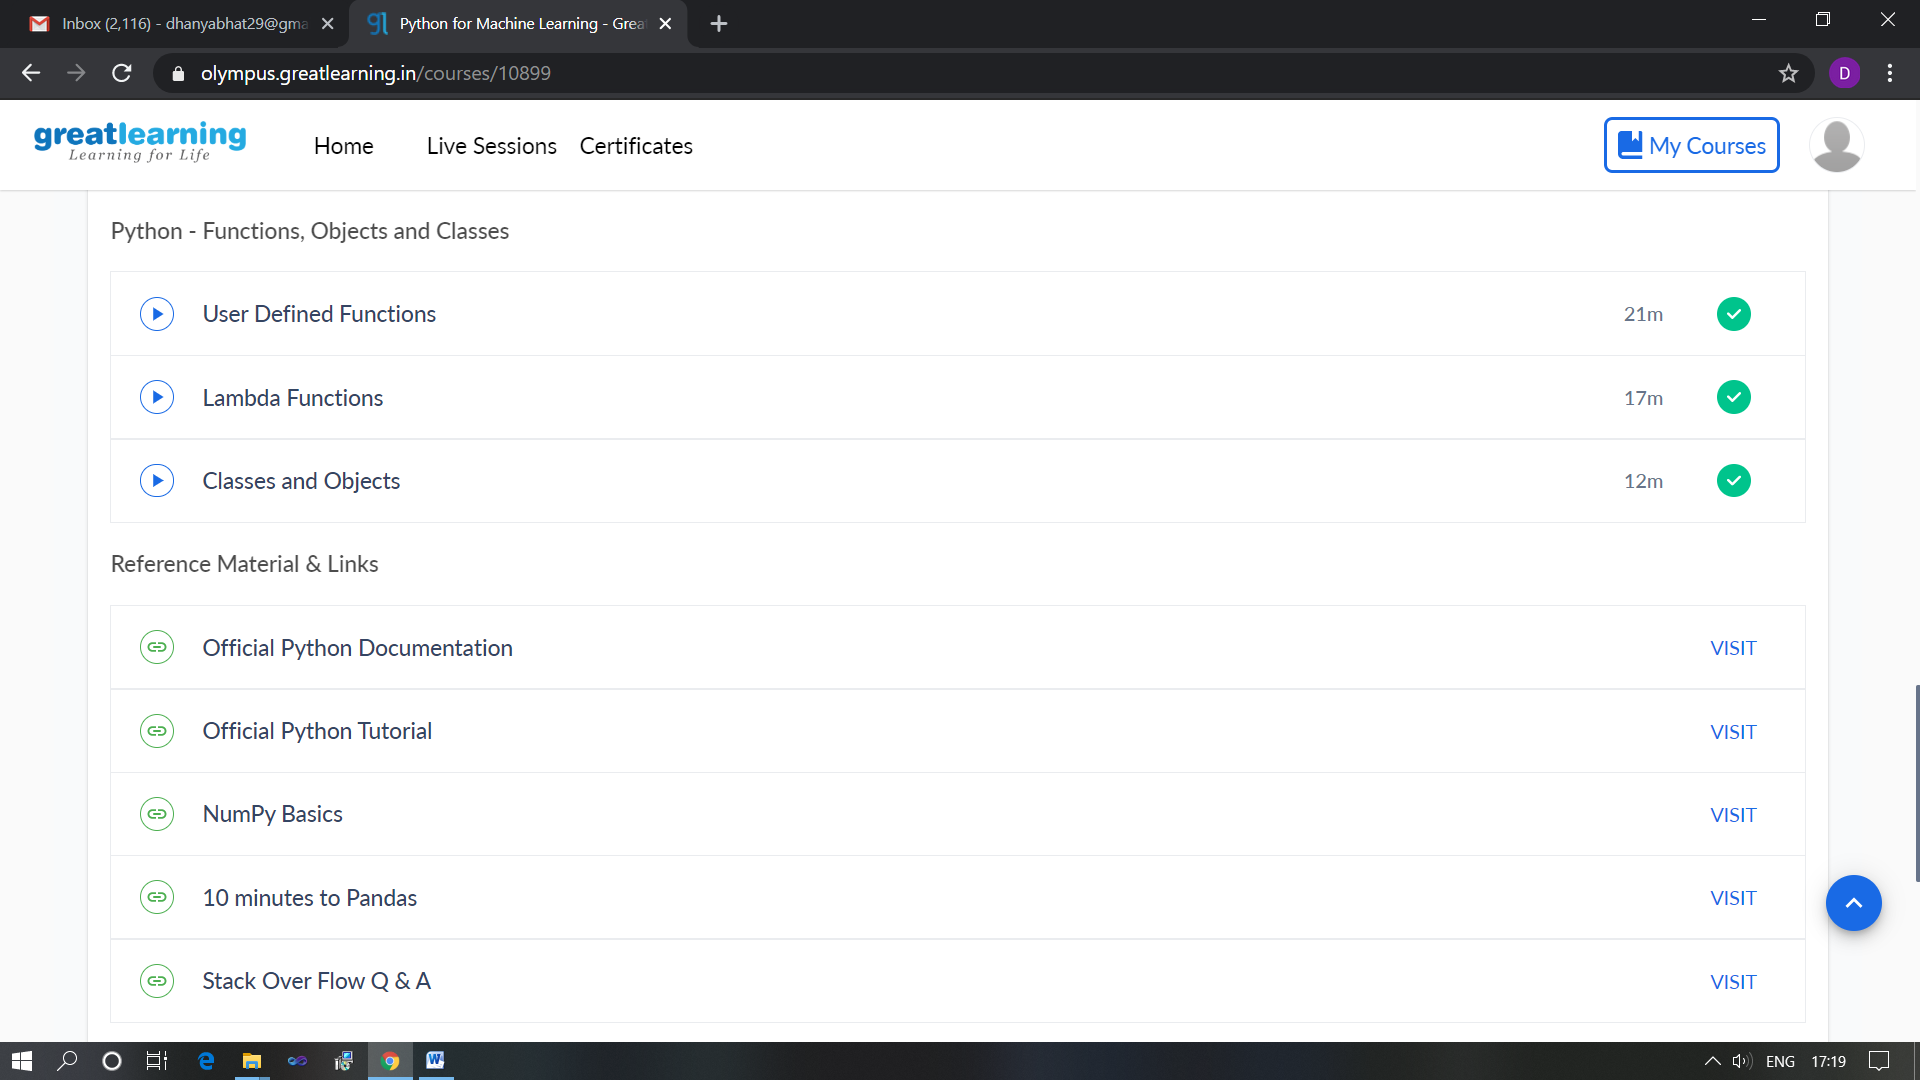 Inbox (2,116) - dhanyabhat29@gma
Python for Machine Learning - Grea
olympus.greatlearning.in/courses/10899
D
greatlearning
Learning for Life
Home
Live Sessions
Certificates
My Courses
Python - Functions, Objects and Classes
User Defined Functions
21m
Lambda Functions
17m
Classes and Objects
12m
Reference Material & Links
Official Python Documentation
VISIT
Official Python Tutorial
VISIT
NumPy Basics
VISIT
10 minutes to Pandas
VISIT
Stack Over Flow Q & A
VISIT
ENG
17:19